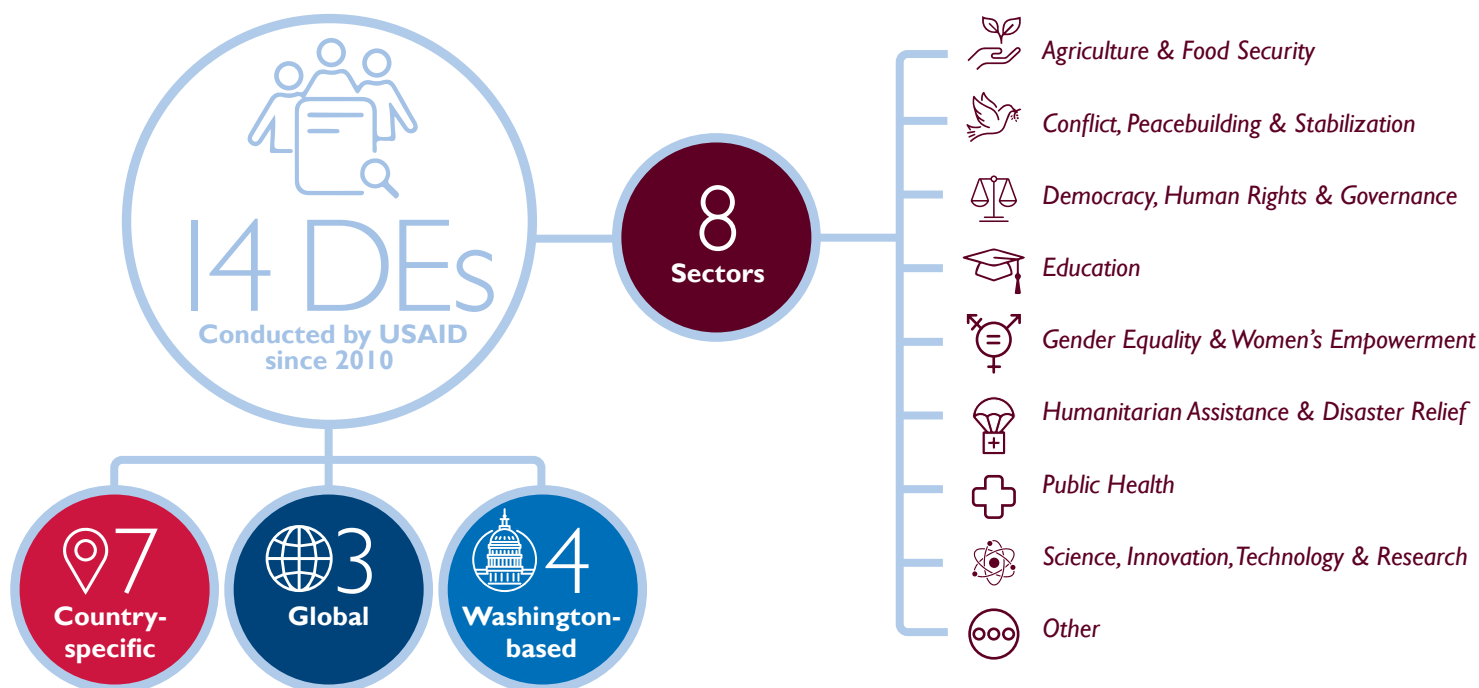 14 DEs
Conducted by USAID
since 2010
7
Country-
specific
3
Global
4
Washington-
based
8
Sectors
Agriculture & Food Security
Conflict, Peacebuilding & Stabilization
Democracy, Human Rights & Governance
Education
Gender Equality & Women's Empowerment
Humanitarian Assistance & Disaster Relief
Public Health
Science, Innovation, Technology & Research
Other